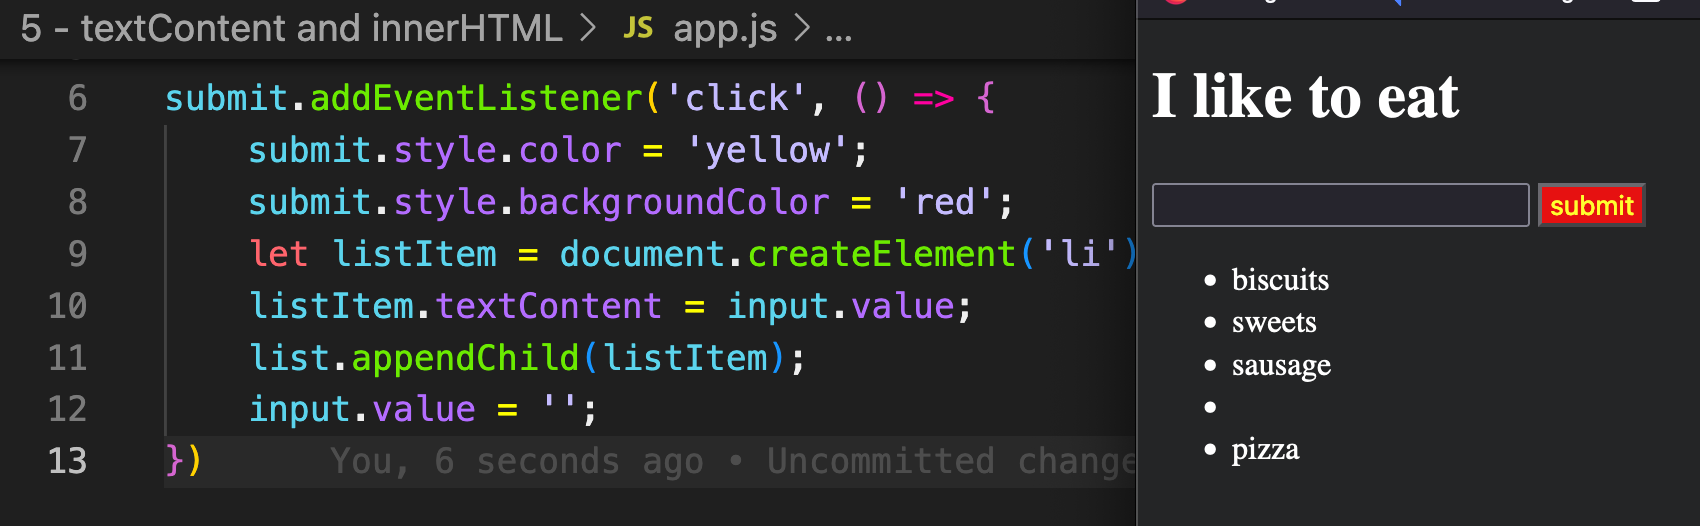 5 - textContent and innerHTML > JS app.js > ...
6 submit.addEventListener('click', () => {
7 submit.style.color = 'yellow';
8 submit.style.backgroundColor = 'red';
9 let listItem = document.createElement('li')
10 listItem.textContent = input.value;
11 list.appendChild(listItem);
12 input.value = '';
13 }) You, 6 seconds ago • Uncommitted change
I like to eat
submit
• biscuits
• sweets
• sausage
•
• pizza